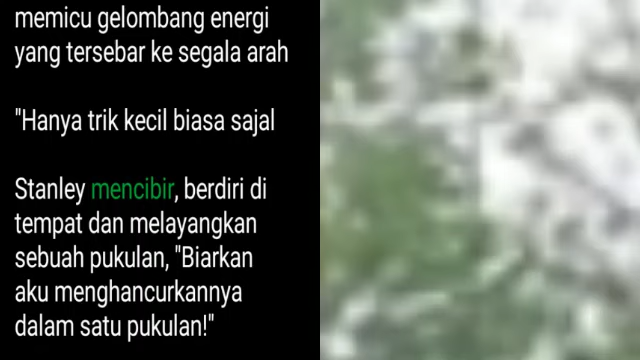 memicu gelombang energi
yang tersebar ke segala arah
"Hanya trik kecil biasa sajal
Stanley mencibir, berdiri di
tempat dan melayangkan
sebuah pukulan, "Biarkan
aku menghancurkannya
dalam satu pukulan!"